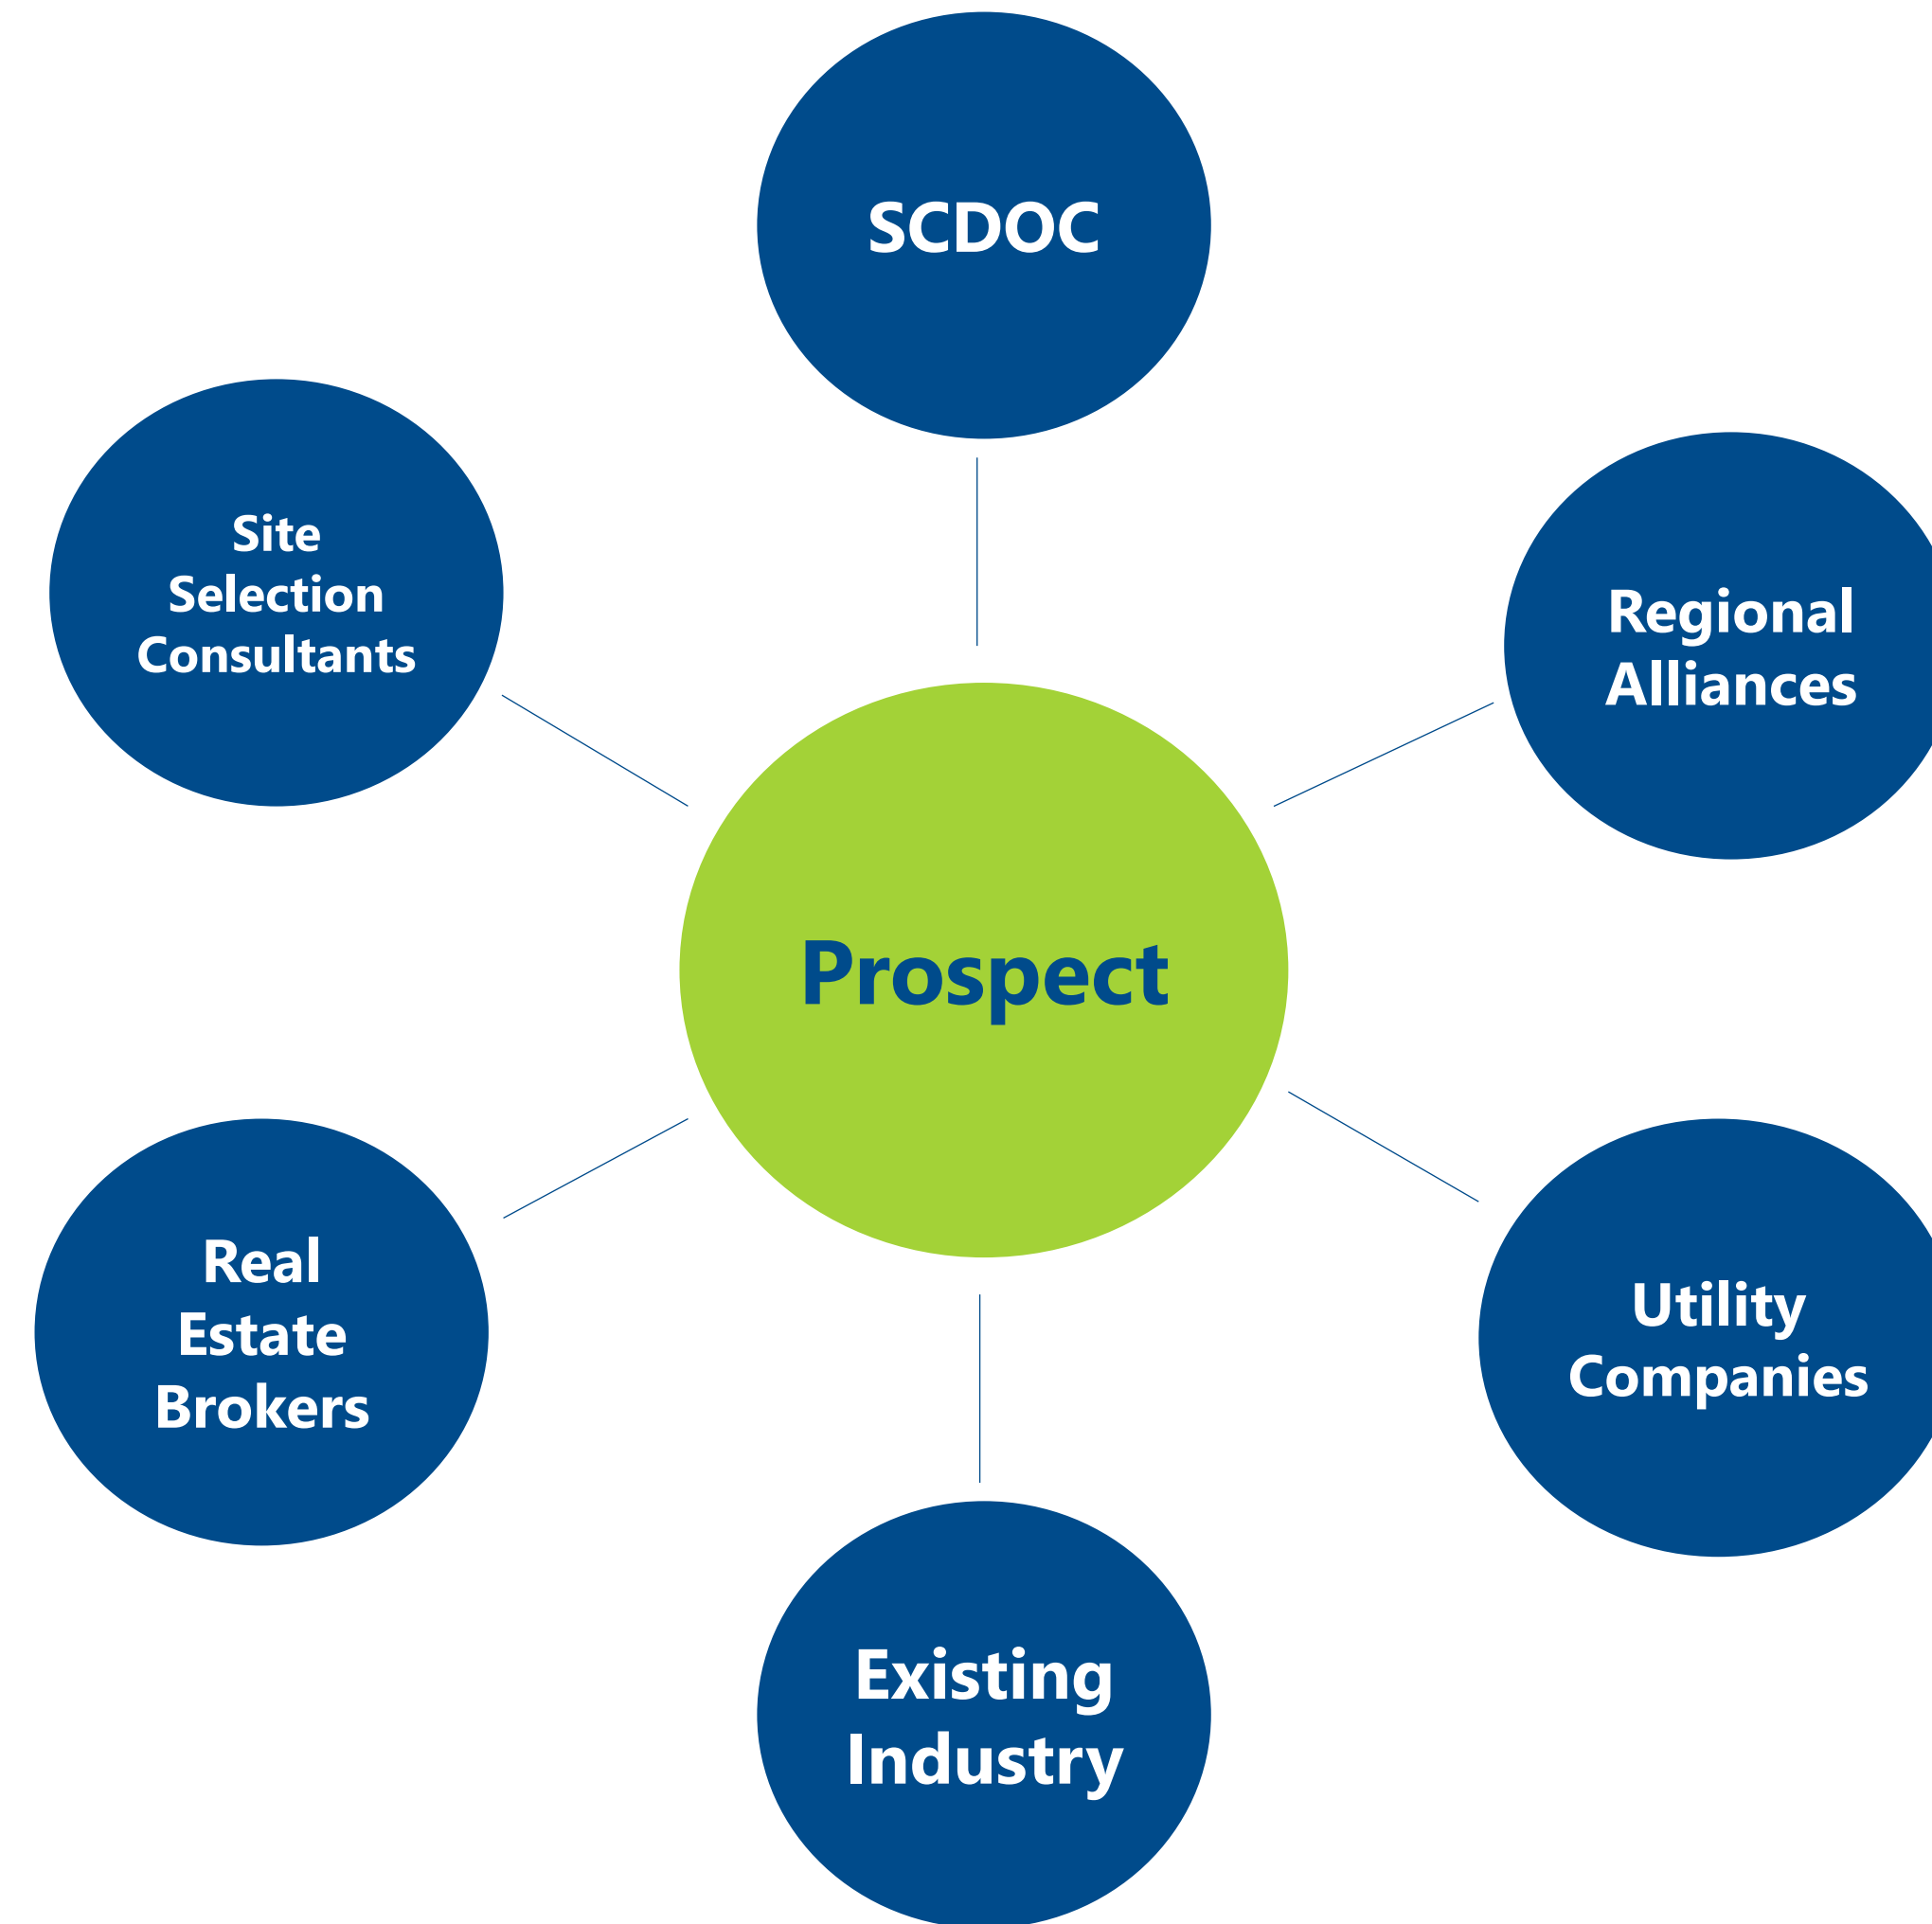 SCDOC
Site
Selection
Consultants
Regional
Alliances
Prospect
Real
Estate
Brokers
Utility
Companies
Existing
Industry